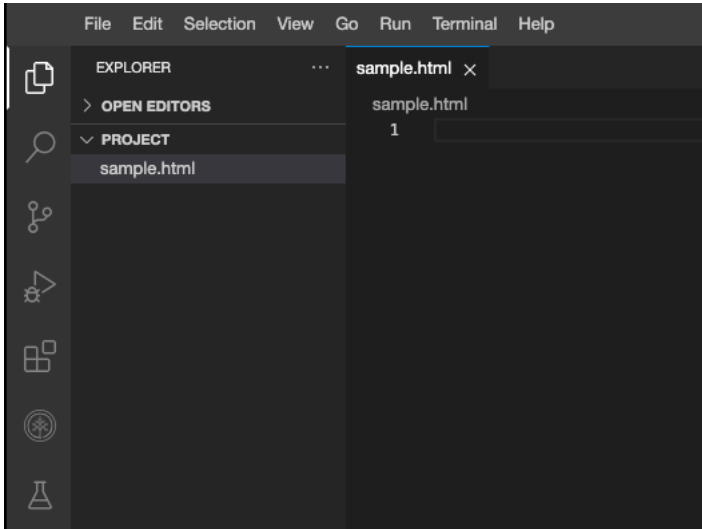 File Edit Selection View Go Run Terminal Help
EXPLORER
OPEN EDITORS
PROJECT
sample.html
sample.html
sample.html
1